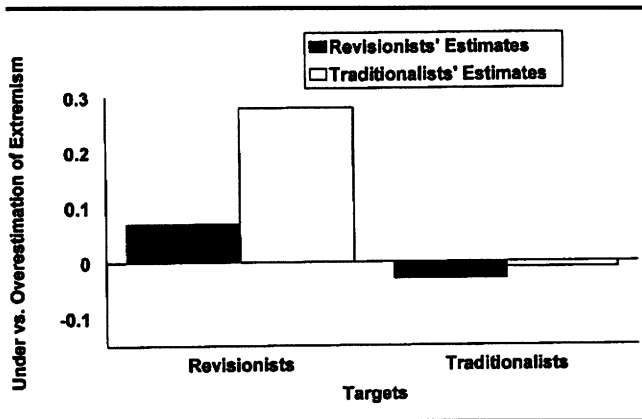 Revisionists' Estimates
Traditionalists' Estimates
Under vs. Overestimation of Extremism
0.3
0.2
0.1
0
-0.1
Revisionists Traditionalists
Targets